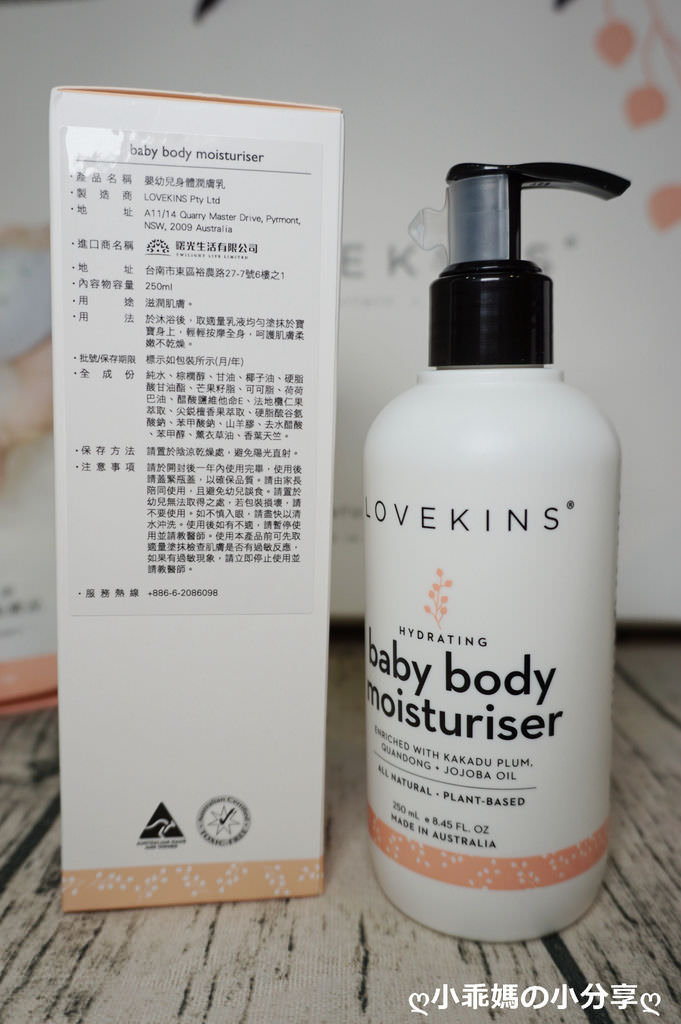 baby body moisturiser
·產品名稱 嬰幼兒身體潤膚乳
·製造商 LOVEKINS Pty Ltd
·地址 A11/14 Quarry Master Drive, Pyrmont,
NSW, 2009 Australia
·進口商名稱 曙光生活有限公司
TWILIGHT LIFE LIMITED
·地址 台南市東區裕農路27-7號6樓之1
·內容物容量 250ml
·用途 滋潤肌膚。
·用法 於沐浴後，取適量乳液均勻塗抹於寶
寶身上，輕輕按摩全身，呵護肌膚柔
嫩不乾燥。
·批號/保存期限 標示如包裝所示(月/年)
·全成份 純水、棕櫚醇、甘油、椰子油、硬脂
酸甘油酯、芒果籽脂、可可脂、荷荷
巴油、醋酸鹽維他命E、法地欖仁果
萃取、尖銳檀香果萃取、硬脂醯谷氨
酸鈉、苯甲酸鈉、山羊膠、去水醋酸
、苯甲醇、薰衣草油、香葉天竺。
·保存方法 請置於陰涼乾燥處，避免陽光直射。
·注意事項 請於開封後一年內使用完畢，使用後
請蓋緊瓶蓋，以確保品質。請由家長
陪同使用，且避免幼兒誤食。請置於
幼兒無法取得之處，若包裝損壞，請
不要使用。如不慎入眼，請盡快以清
水沖洗。使用後如有不適，請暫停使
用並請教醫師。使用本產品前可先取
適量塗抹檢查肌膚是否有過敏反應，
如果有過敏現象，請立即停止使用並
請教醫師。
·服務熱線 +886-6-2086098
AUSTRALIAN MADE
AND OWNED
Australian Certified
TOXIC-FREE
LOVEKINS®
HYDRATING
baby body
moisturiser
ENRICHED WITH KAKADU PLUM,
QUANDONG + JOJOBA OIL
ALL NATURAL · PLANT-BASED
250 mL e 8.45 FL. OZ
MADE IN AUSTRALIA
ღ小乖媽の小分享ღ